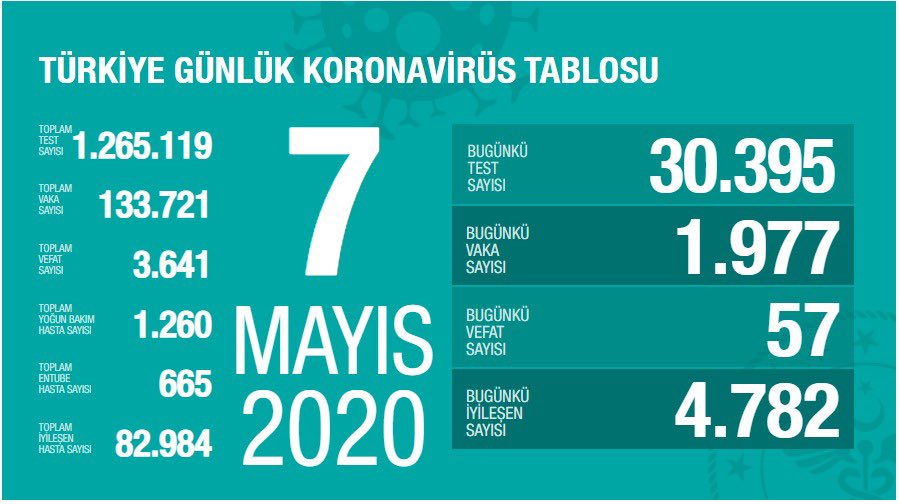 TÜRKİYE GÜNLÜK KORONAVİRÜS TABLOSU
TOPLAM
TEST
SAYISI
1.265.119
TOPLAM
VAKA
SAYISI
133.721
TOPLAM
VEFAT
SAYISI
3.641
TOPLAM
YOĞUN BAKIM
HASTA SAYISI
1.260
TOPLAM
ENTUBE
HASTA SAYISI
665
TOPLAM
İYİLEŞEN
HASTA SAYISI
82.984
7
MAYIS
2020
BUGÜNKÜ
TEST
SAYISI
30.395
BUGÜNKÜ
VAKA
SAYISI
1.977
BUGÜNKÜ
VEFAT
SAYISI
57
BUGÜNKÜ
İYİLEŞEN
SAYISI
4.782